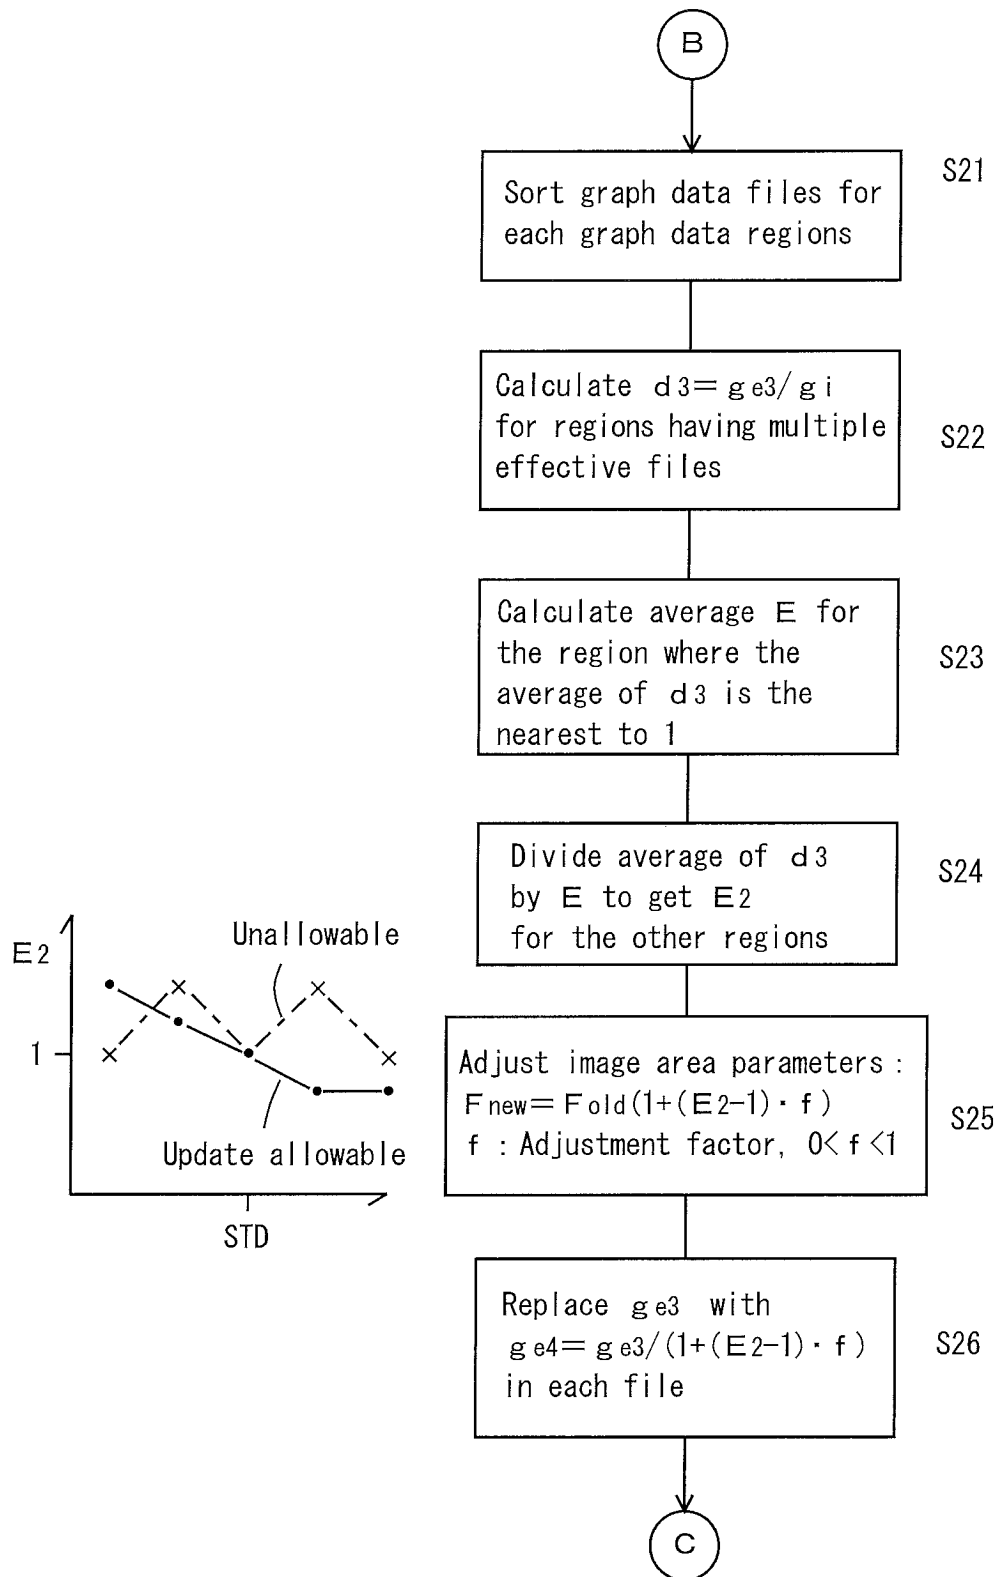 B
S21
Sort graph data files for
each graph data regions
S22
Calculate d3=ge3/gi
for regions having multiple
effective files
S23
Calculate average E for
the region where the
average of d3 is the
nearest to 1
S24
Divide average of d3
by E to get E2
for the other regions
E2
Unallowable
1
Update allowable
STD
S25
Adjust image area parameters:
Fnew=Fold(1+(E2-1)・f)
f : Adjustment factor, 0<f<1
S26
Replace ge3 with
ge4=ge3/(1+(E2-1)・f)
in each file
C